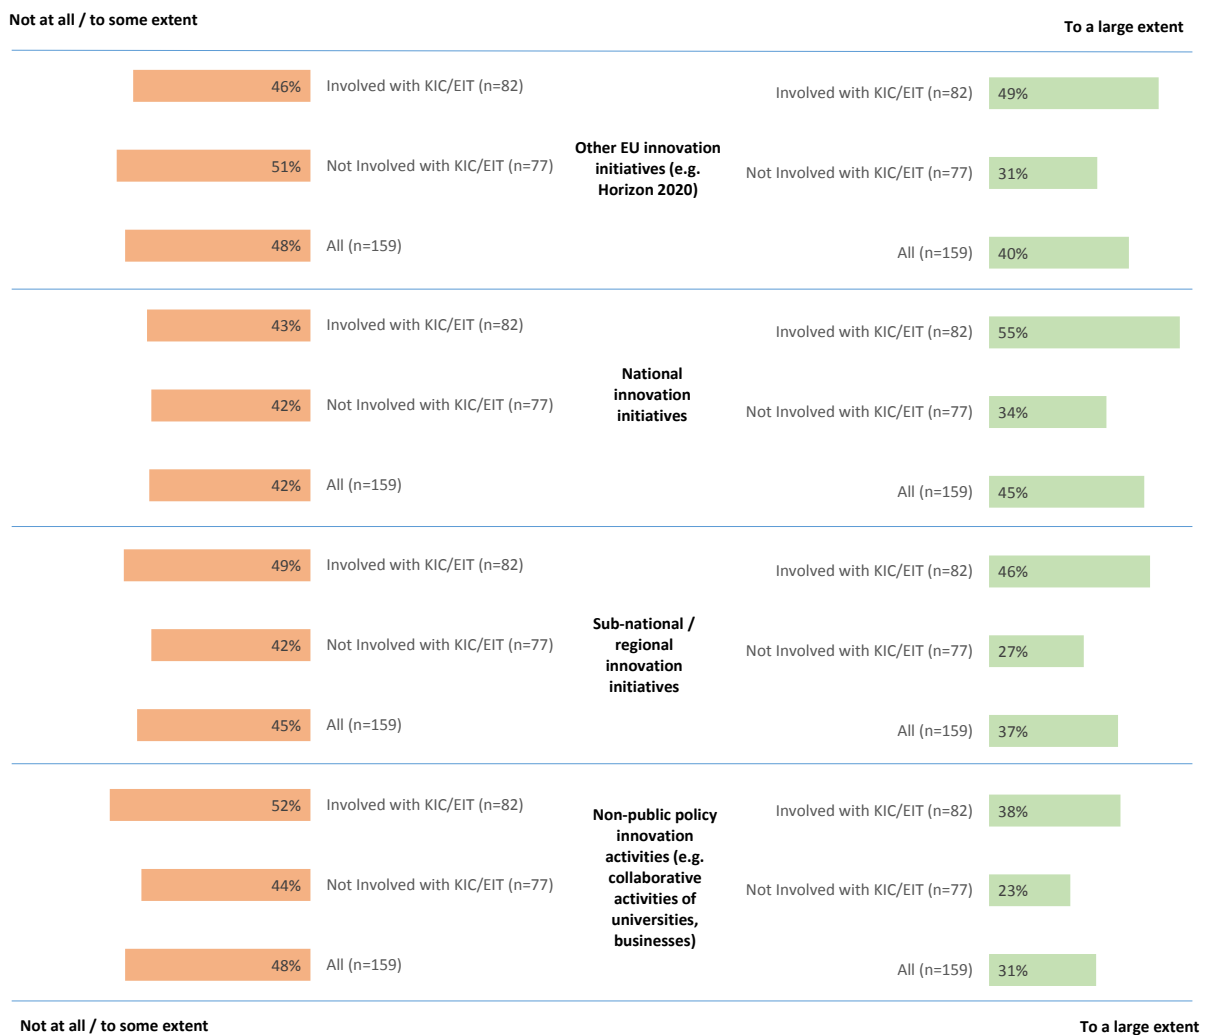 Not at all / to some extent
To a large extent
46% Involved with KIC/EIT (n=82)
Involved with KIC/EIT (n=82) 49%
51% Not Involved with KIC/EIT (n=77)
Other EU innovation
initiatives (e.g.
Horizon 2020)
Not Involved with KIC/EIT (n=77) 31%
48% All (n=159)
All (n=159) 40%
43% Involved with KIC/EIT (n=82)
Involved with KIC/EIT (n=82) 55%
42% Not Involved with KIC/EIT (n=77)
National
innovation
initiatives
Not Involved with KIC/EIT (n=77) 34%
42% All (n=159)
All (n=159) 45%
49% Involved with KIC/EIT (n=82)
Involved with KIC/EIT (n=82) 46%
42% Not Involved with KIC/EIT (n=77)
Sub-national /
regional
innovation
initiatives
Not Involved with KIC/EIT (n=77) 27%
45% All (n=159)
All (n=159) 37%
52% Involved with KIC/EIT (n=82)
Involved with KIC/EIT (n=82) 38%
44% Not Involved with KIC/EIT (n=77)
Non-public policy
innovation
activities (e.g.
collaborative
activities of
universities,
businesses)
Not Involved with KIC/EIT (n=77) 23%
48% All (n=159)
All (n=159) 31%
Not at all / to some extent
To a large extent